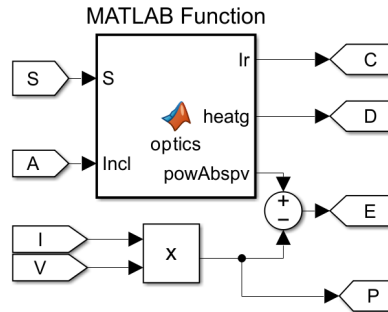 MATLAB Function
Ir
C
S
S
heatg
D
optics
A
Incl
powAbspv
+
−
E
I
V
x
P